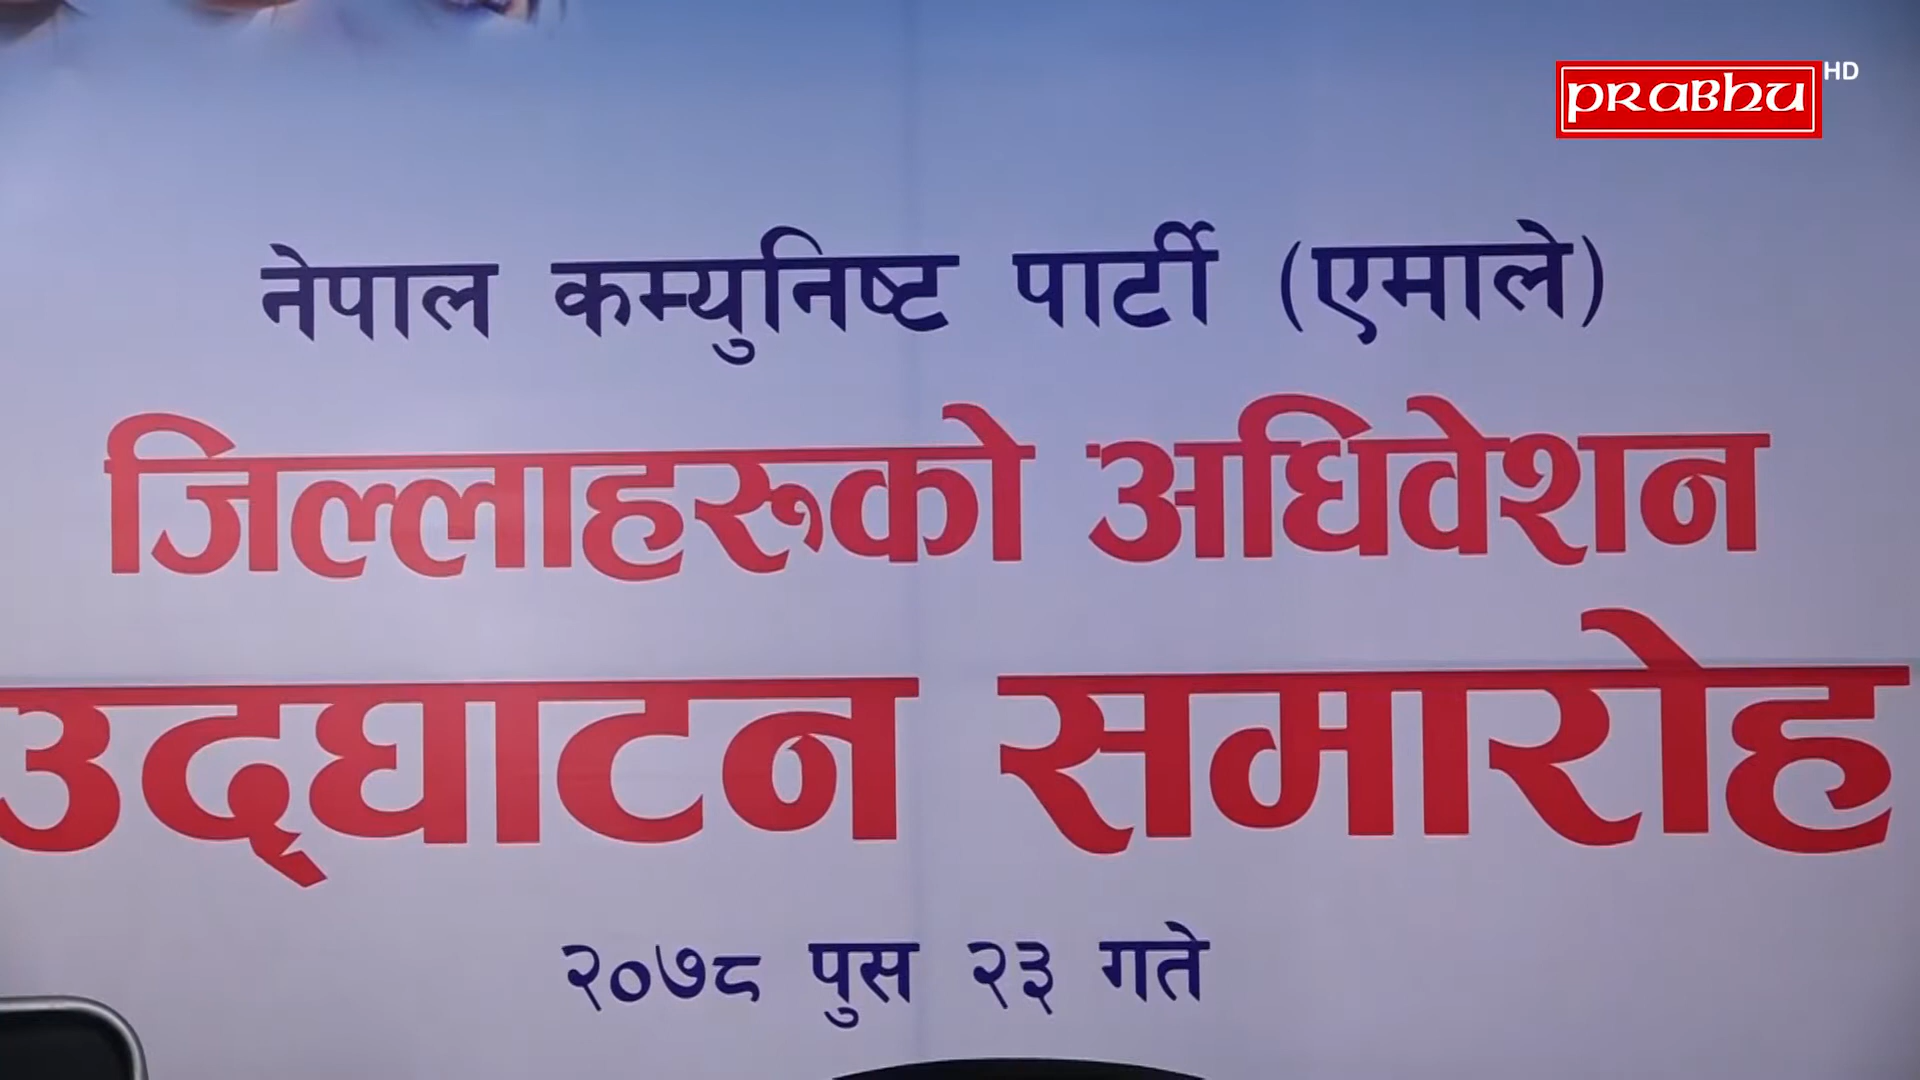 PRABHU HD
नेपाल कम्युनिष्ट पार्टी (एमाले)
जिल्लाहरुको अधिवेशन
उद्‌घाटन समारोह
२०७८ पुस २३ गते